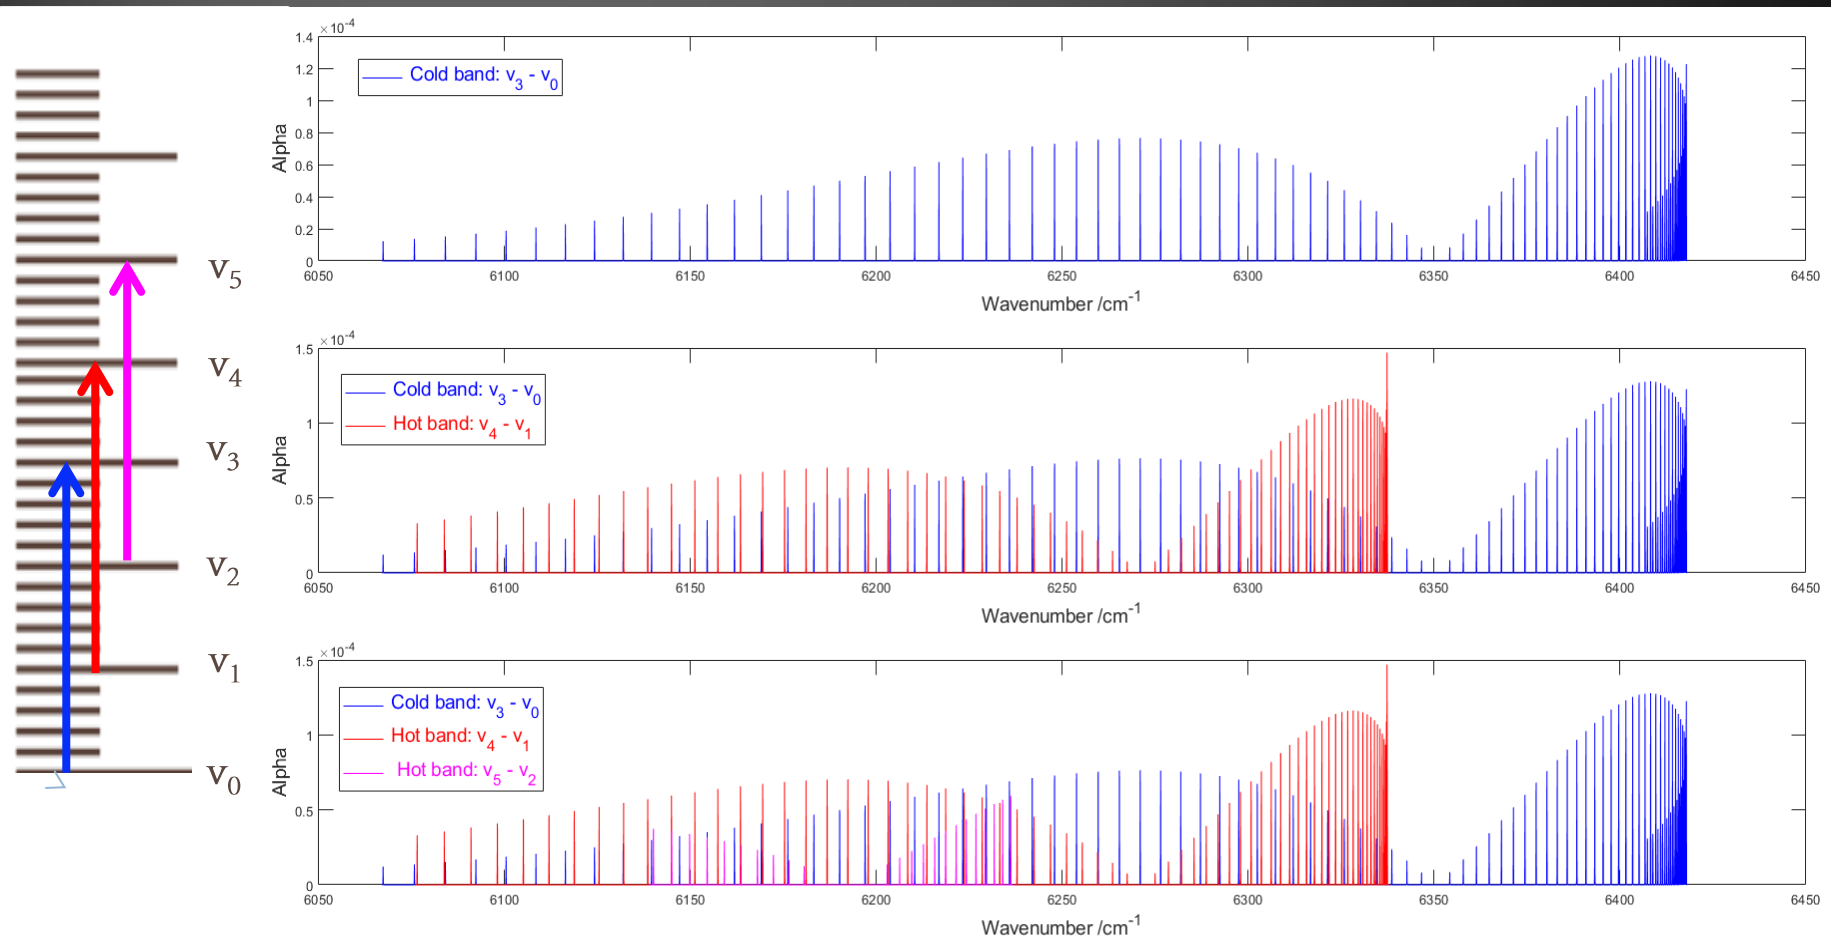 v5
v4
v3
v2
v1
v0
×10-4
1.4
1.2
1
0.8
0.6
0.4
0.2
0
Alpha
Cold band: v3 - v0
6050 6100 6150 6200 6250 6300 6350 6400 6450
Wavenumber /cm-1
×10-4
1.5
1
0.5
0
Alpha
Cold band: v3 - v0
Hot band: v4 - v1
6050 6100 6150 6200 6250 6300 6350 6400 6450
Wavenumber /cm-1
×10-4
1.5
1
0.5
0
Alpha
Cold band: v3 - v0
Hot band: v4 - v1
Hot band: v5 - v2
6050 6100 6150 6200 6250 6300 6350 6400 6450
Wavenumber /cm-1